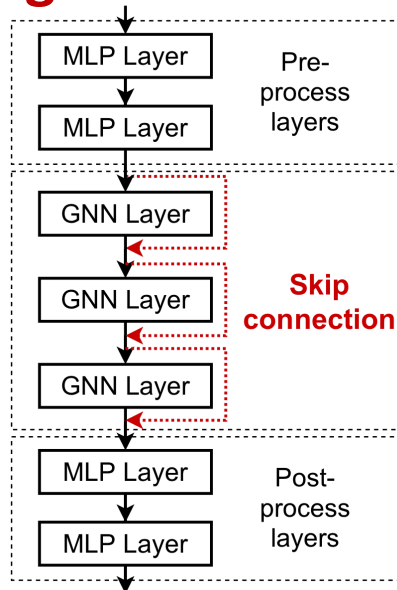 g
MLP Layer
Pre-
process
layers
MLP Layer
GNN Layer
GNN Layer
Skip
connection
GNN Layer
MLP Layer
Post-
process
layers
MLP Layer